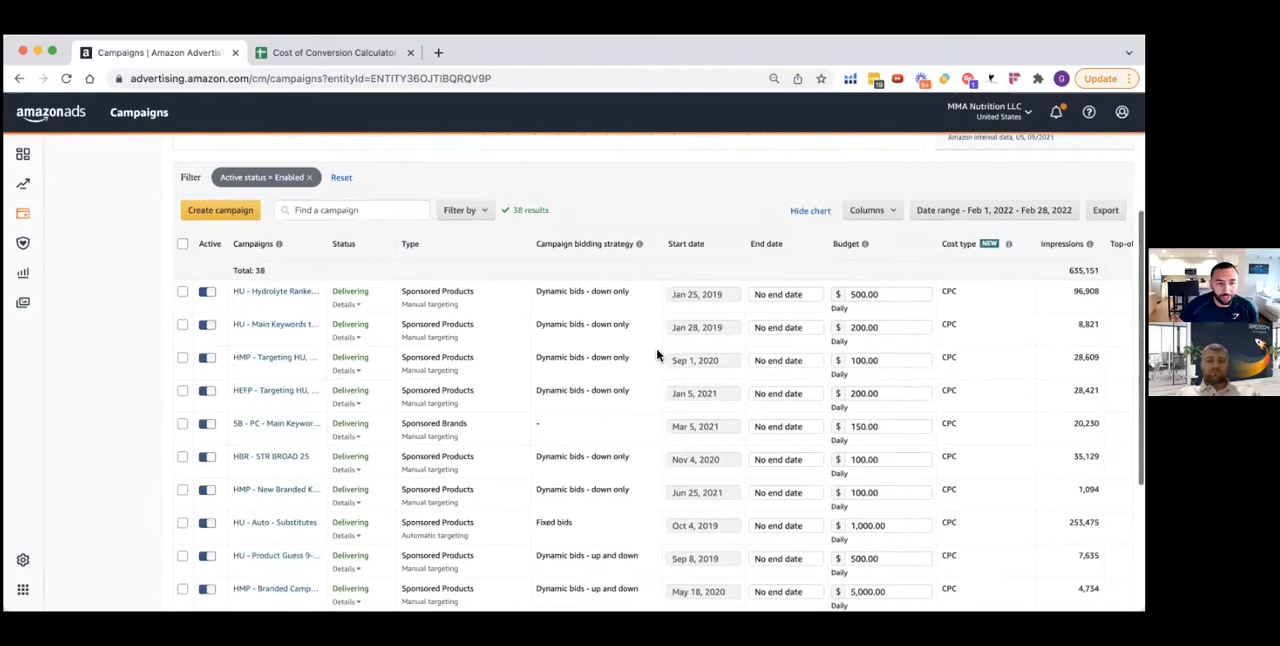 Campaigns | Amazon Advertis
Cost of Conversion Calculator
advertising.amazon.com/cm/campaigns?entityId=ENTITY36OJTIBQRQV9P
19
9+
1
G
Update
amazonads
Campaigns
MMA Nutrition LLC
United States
Amazon internal data, US, 09/2021
Filter
Active status = Enabled
Reset
Create campaign
Find a campaign
Filter by
38 results
Hide chart
Columns
Date range - Feb 1, 2022 - Feb 28, 2022
Export
Active Campaigns Status Type Campaign bidding strategy Start date End date Budget Cost type NEW Impressions Top-of
Total: 38 635,151
HU - Hydrolyte Ranke... Delivering Sponsored Products Dynamic bids - down only Jan 25, 2019 No end date $ 500.00 CPC 96,908
Details Manual targeting Daily
HU - Main Keywords t... Delivering Sponsored Products Dynamic bids - down only Jan 28, 2019 No end date $ 200.00 CPC 8,821
Details Manual targeting Daily
HMP - Targeting HU, ... Delivering Sponsored Products Dynamic bids - down only Sep 1, 2020 No end date $ 100.00 CPC 28,609
Details Manual targeting Daily
HEFP - Targeting HU, ... Delivering Sponsored Products Dynamic bids - down only Jan 5, 2021 No end date $ 200.00 CPC 28,421
Details Manual targeting Daily
SB - PC - Main Keywor... Delivering Sponsored Brands - Mar 5, 2021 No end date $ 150.00 CPC 20,230
Details Manual targeting Daily
HBR - STR BROAD 25 Delivering Sponsored Products Dynamic bids - down only Nov 4, 2020 No end date $ 100.00 CPC 35,129
Details Manual targeting Daily
HMP - New Branded K... Delivering Sponsored Products Dynamic bids - down only Jun 25, 2021 No end date $ 100.00 CPC 1,094
Details Manual targeting Daily
HU - Auto - Substitutes Delivering Sponsored Products Fixed bids Oct 4, 2019 No end date $ 1,000.00 CPC 253,475
Details Automatic targeting Daily
HU - Product Guess 9-... Delivering Sponsored Products Dynamic bids - up and down Sep 8, 2019 No end date $ 500.00 CPC 7,635
Details Manual targeting Daily
HMP - Branded Camp... Delivering Sponsored Products Dynamic bids - up and down May 18, 2020 No end date $ 5,000.00 CPC 4,734
Details Manual targeting Daily